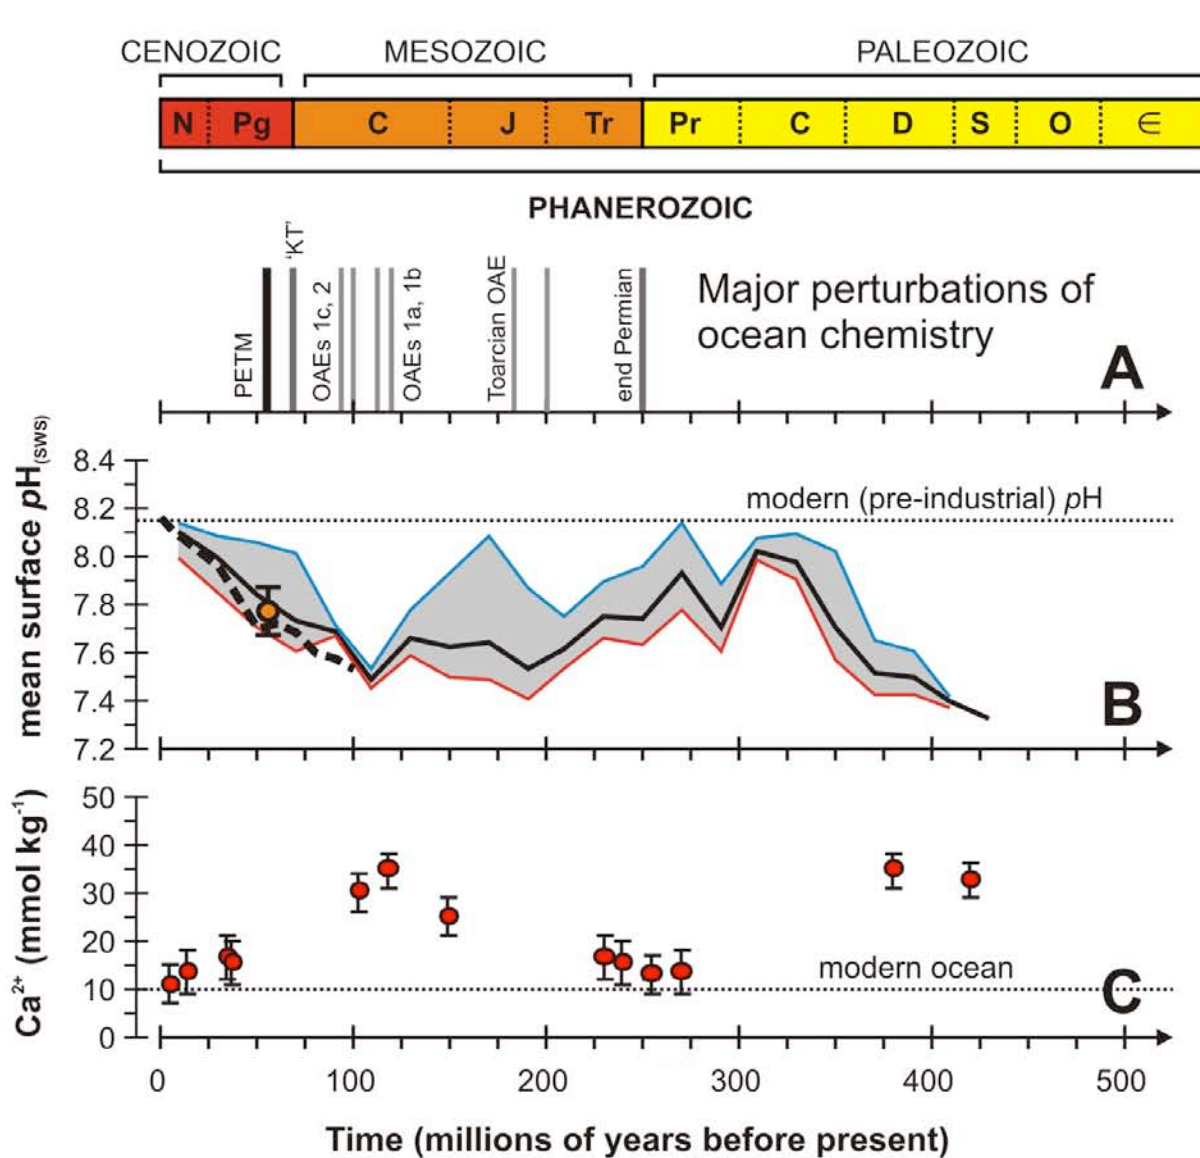 CENOZOIC MESOZOIC PALEOZOIC
N Pg C J Tr Pr C D S O ∈
PHANEROZOIC
PETM
'KT'
OAEs 1c, 2
OAEs 1a, 1b
Toarcian OAE
end Permian
Major perturbations of
ocean chemistry
A
mean surface pH(sws)
8.4
8.2
8.0
7.8
7.6
7.4
7.2
modern (pre-industrial) pH
B
Ca²⁺ (mmol kg⁻¹)
50
40
30
20
10
0
modern ocean
C
0 100 200 300 400 500
Time (millions of years before present)